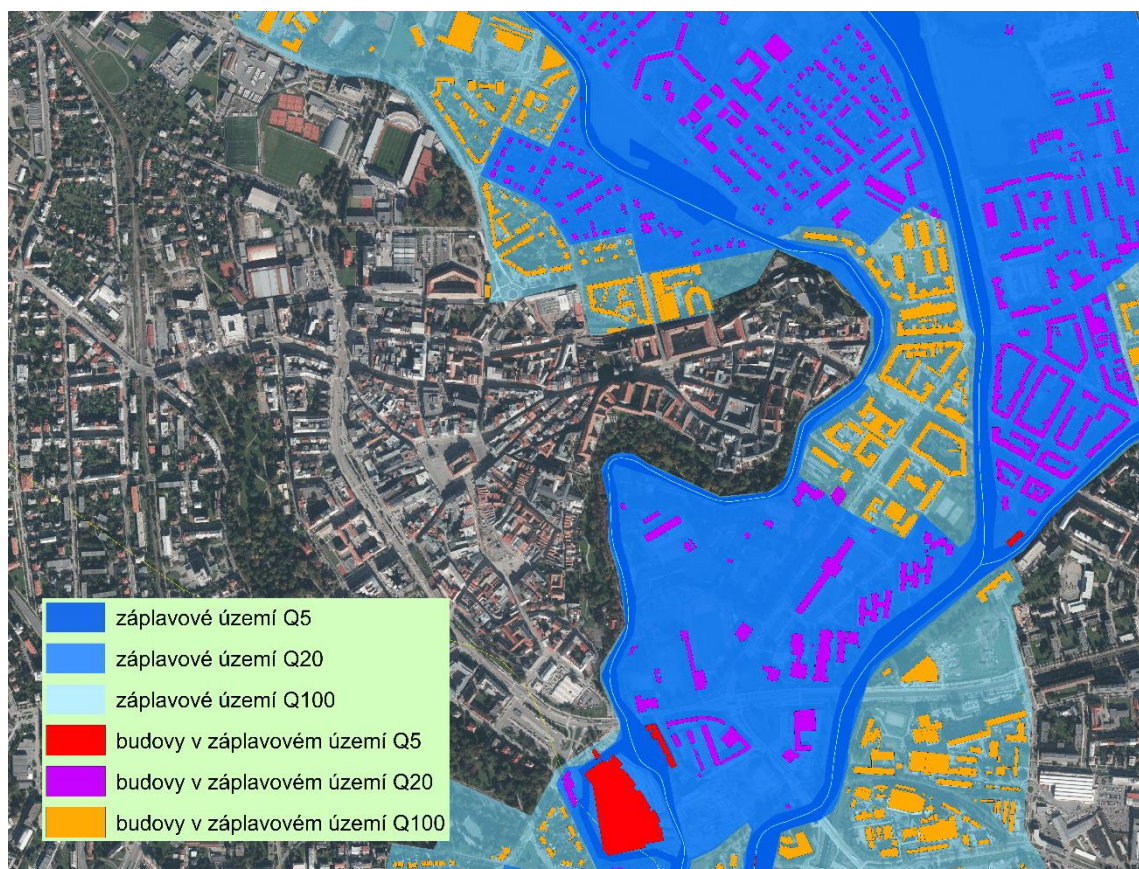 záplavové území Q5
záplavové území Q20
záplavové území Q100
budovy v záplavovém území Q5
budovy v záplavovém území Q20
budovy v záplavovém území Q100